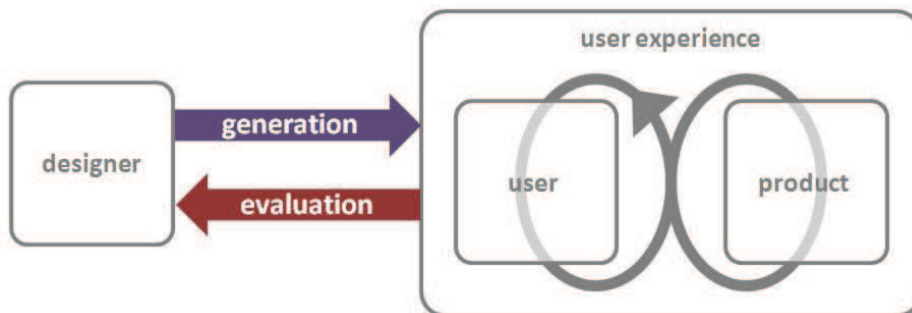 user experience
generation
designer
user
product
evaluation